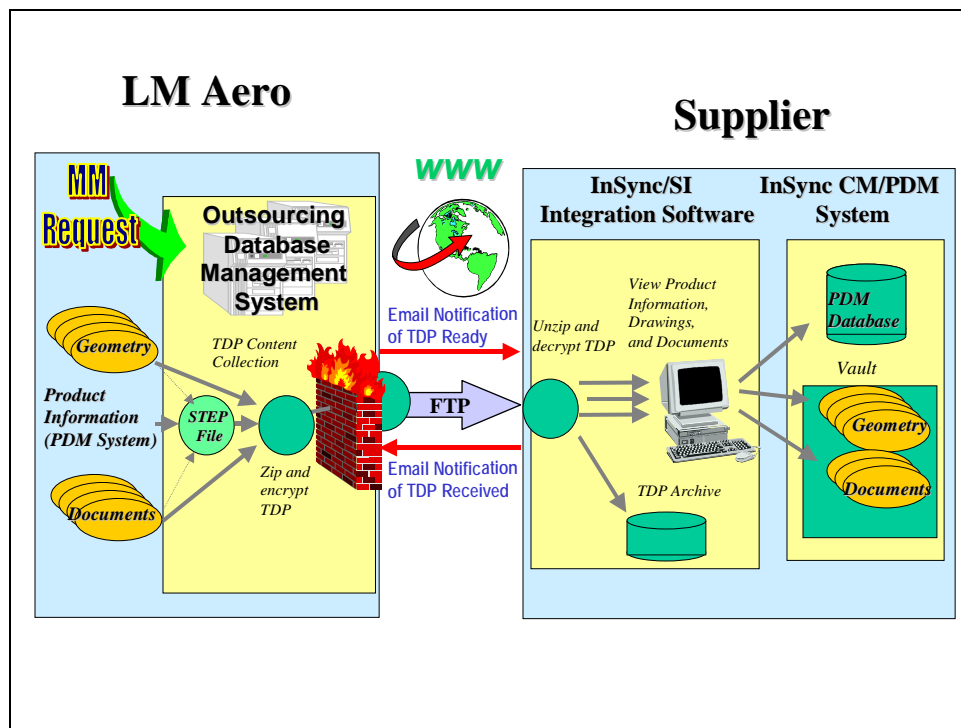 LM Aero
Supplier
MM
Request
Outsourcing
Database
Management
System
Geometry
TDP Content
Collection
Product
Information
(PDM System)
STEP
File
Zip and
encrypt
TDP
Documents
www
Email Notification
of TDP Ready
FTP
Email Notification
of TDP Received
InSync/SI
Integration Software
Unzip and
decrypt TDP
View Product
Information,
Drawings,
and Documents
TDP Archive
InSync CM/PDM
System
PDM
Database
Vault
Geometry
Documents